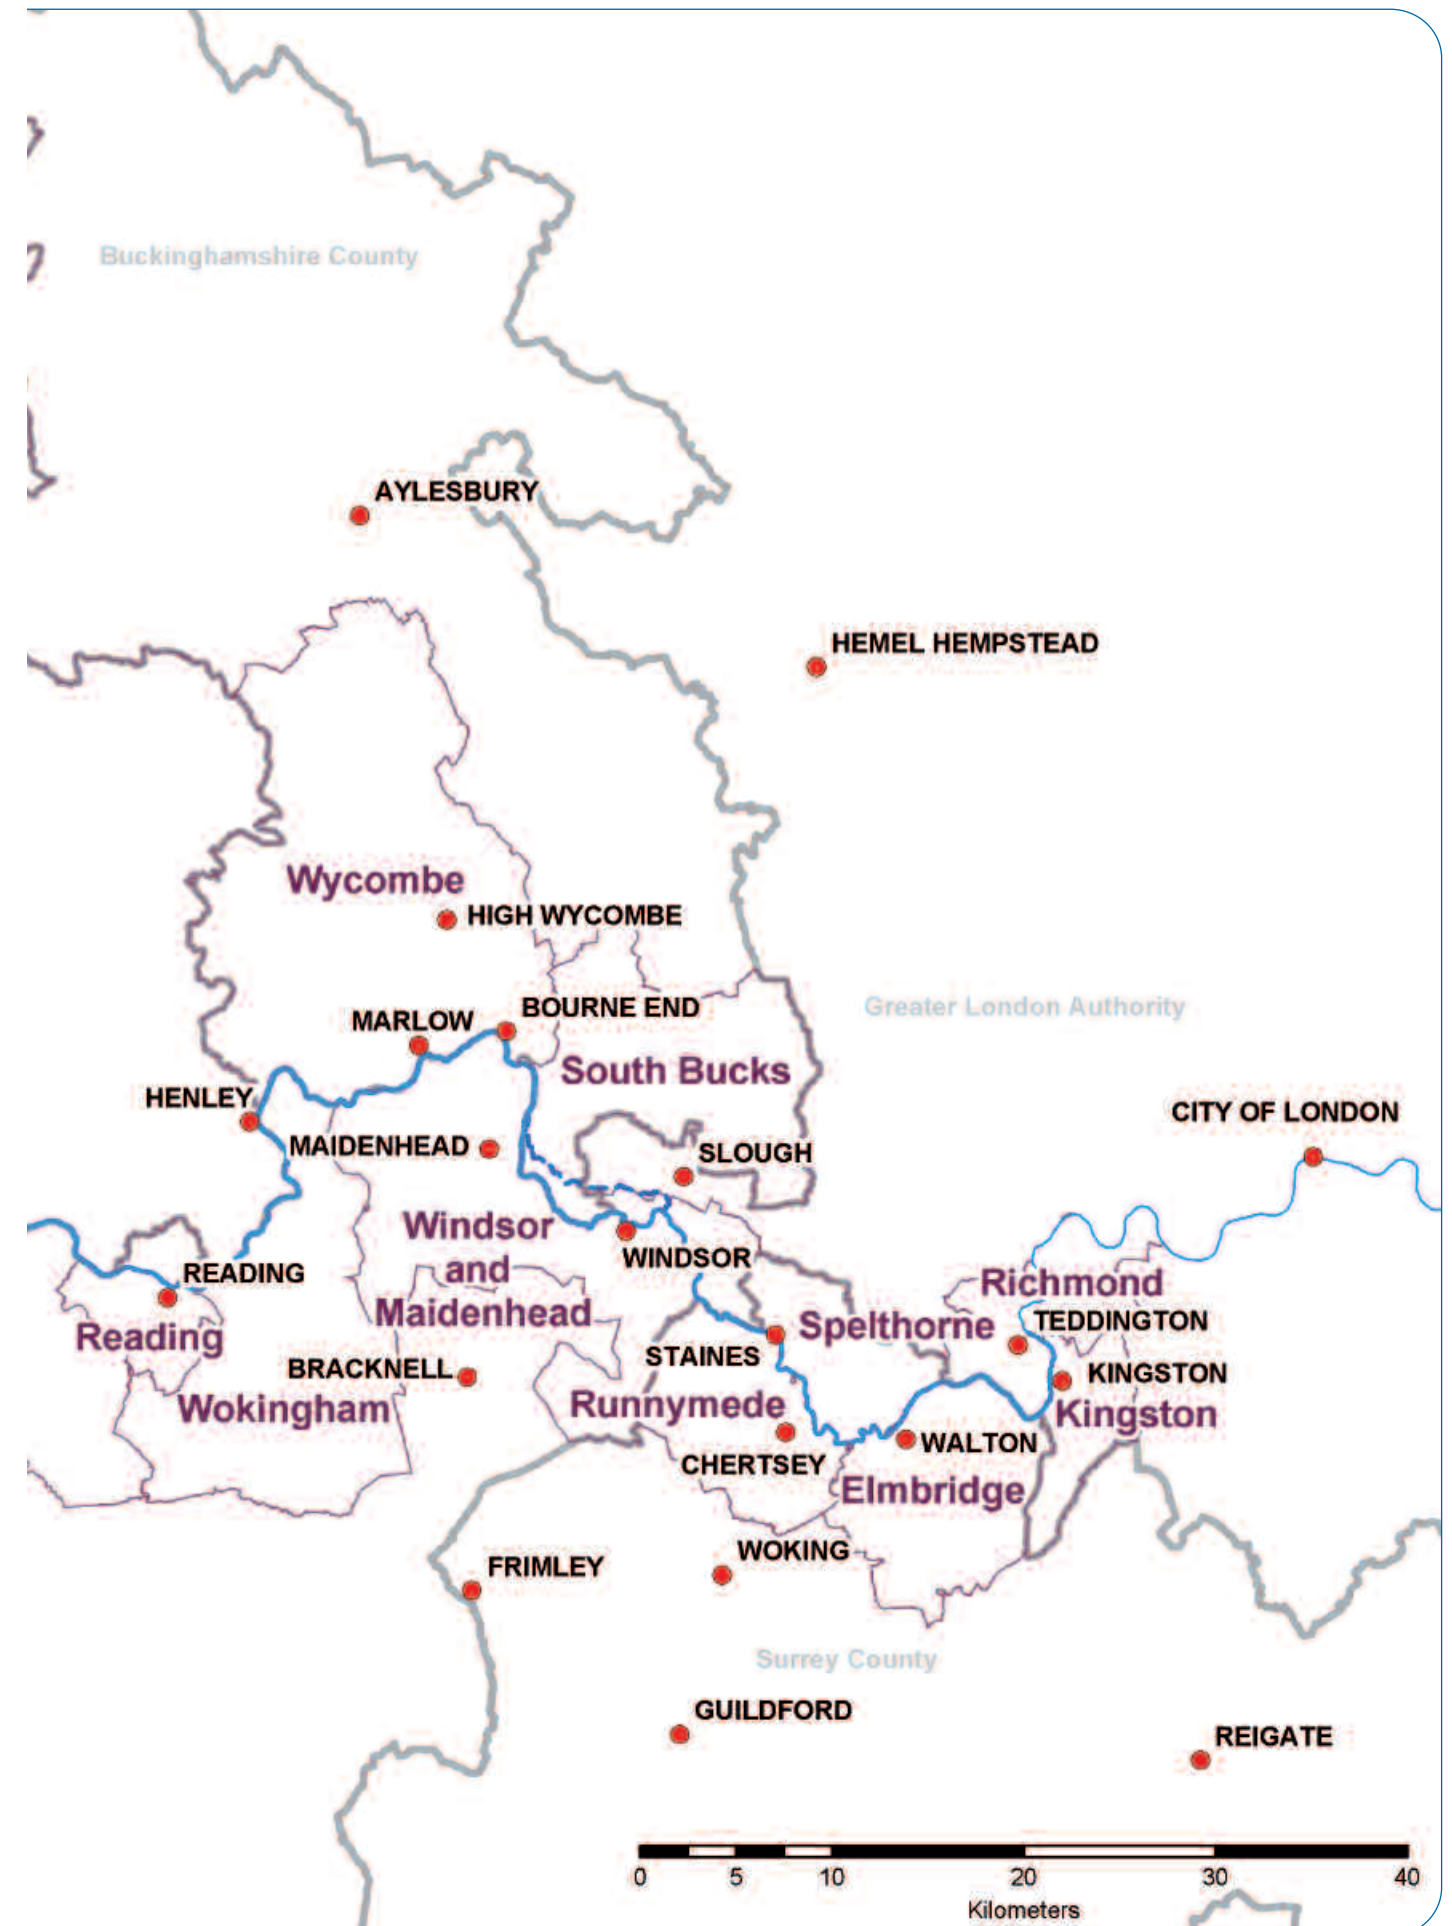 Buckinghamshire County
AYLESBURY
HEMEL HEMPSTEAD
Wycombe
HIGH WYCOMBE
Greater London Authority
BOURNE END
MARLOW
South Bucks
HENLEY
CITY OF LONDON
MAIDENHEAD
SLOUGH
Windsor
and
Maidenhead
WINDSOR
READING
Richmond
TEDDINGTON
Spelthorne
Reading
STAINES
BRACKNELL
KINGSTON
Kingston
Runnymede
Wokingham
WALTON
CHERTSEY
Elmbridge
WOKING
FRIMLEY
Surrey County
GUILDFORD
REIGATE
0 5 10 20 30 40
Kilometers